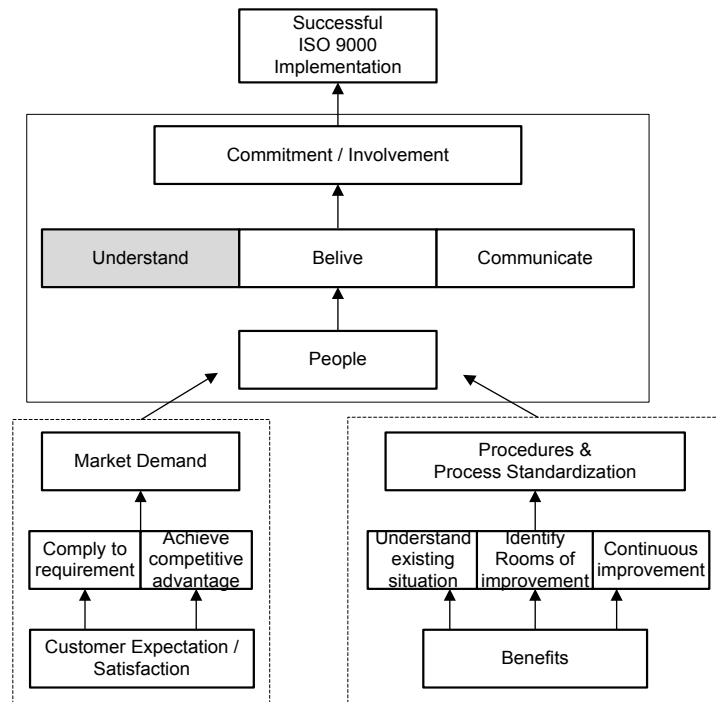 Successful
ISO 9000
Implementation
Commitment / Involvement
Understand
Belive
Communicate
People
Market Demand
Procedures &
Process Standardization
Comply to
requirement
Achieve
competitive
advantage
Understand
existing
situation
Identify
Rooms of
improvement
Continuous
improvement
Customer Expectation /
Satisfaction
Benefits